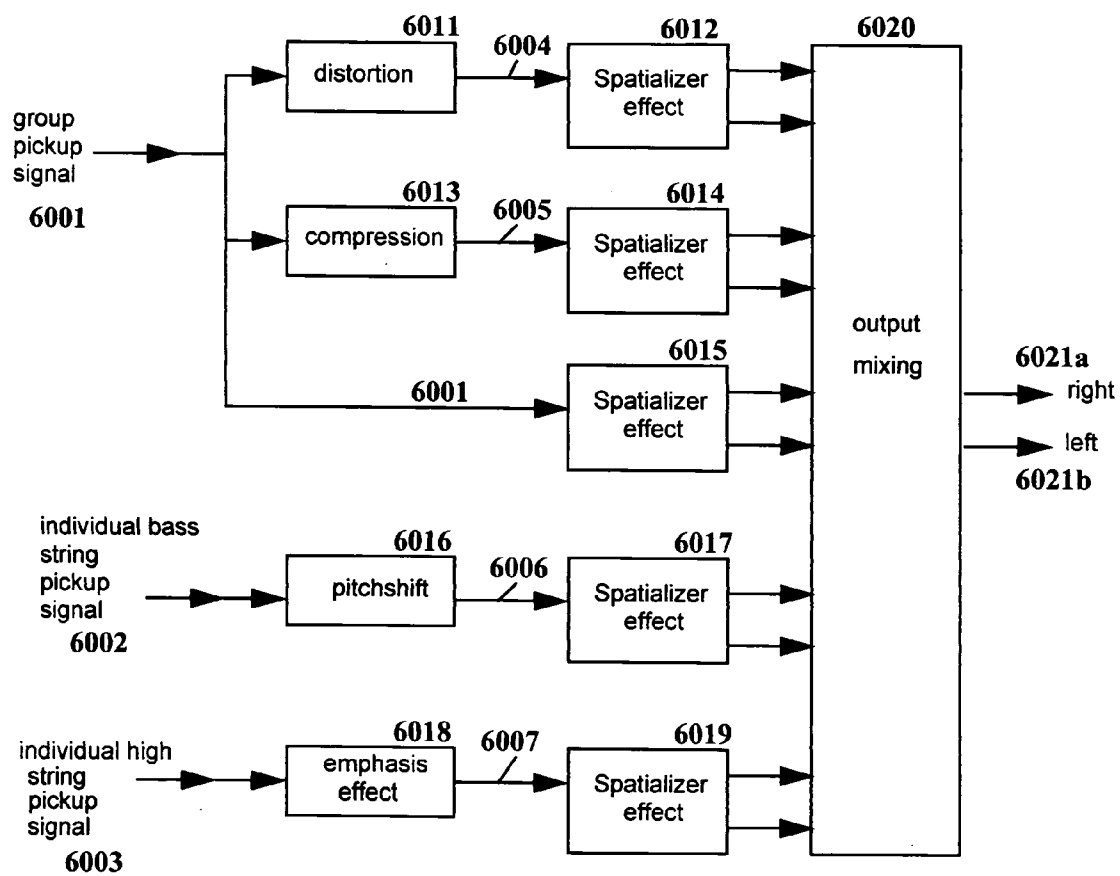 6011
distortion
6004
6012
Spatializer
effect
6020
group
pickup
signal
6001
6013
compression
6005
6014
Spatializer
effect
output
mixing
6015
6001
Spatializer
effect
6021a
right
left
6021b
individual bass
string
pickup
signal
6002
6016
pitchshift
6006
6017
Spatializer
effect
individual high
string
pickup
signal
6003
6018
emphasis
effect
6007
6019
Spatializer
effect